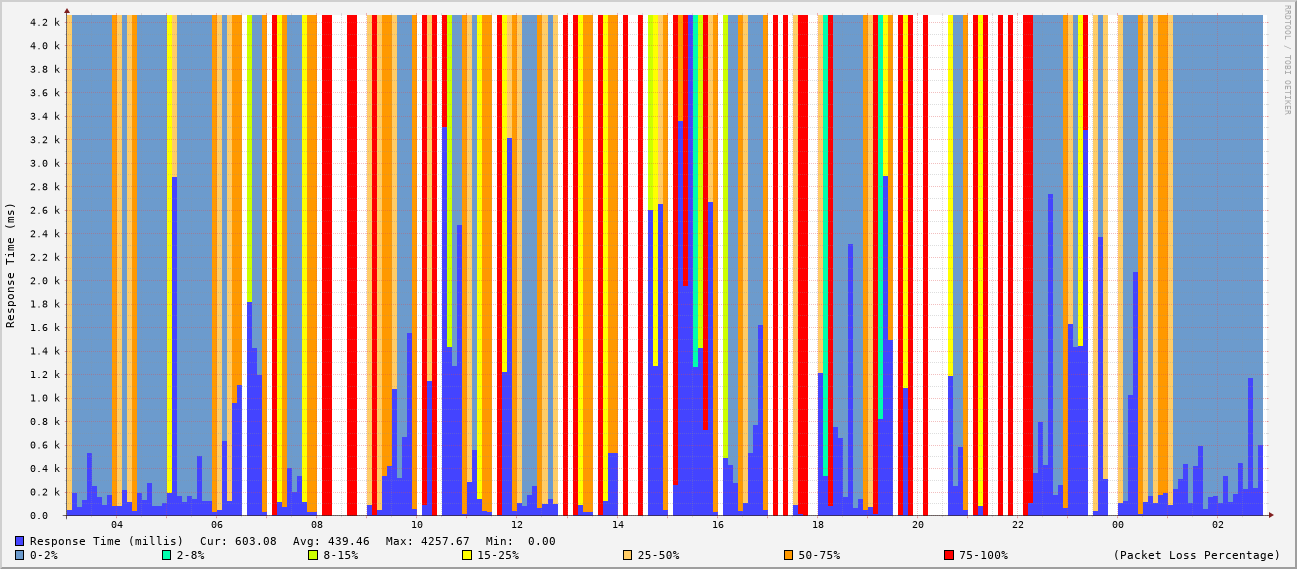 RRDTOOL / TOBI OETIKER
Response Time (ms)
4.2 k
4.0 k
3.8 k
3.6 k
3.4 k
3.2 k
3.0 k
2.8 k
2.6 k
2.4 k
2.2 k
2.0 k
1.8 k
1.6 k
1.4 k
1.2 k
1.0 k
0.8 k
0.6 k
0.4 k
0.2 k
0.0
04 06 08 10 12 14 16 18 20 22 00 02
Response Time (millis) Cur: 603.08 Avg: 439.46 Max: 4257.67 Min: 0.00
0-2% 2-8% 8-15% 15-25% 25-50% 50-75% 75-100% (Packet Loss Percentage)